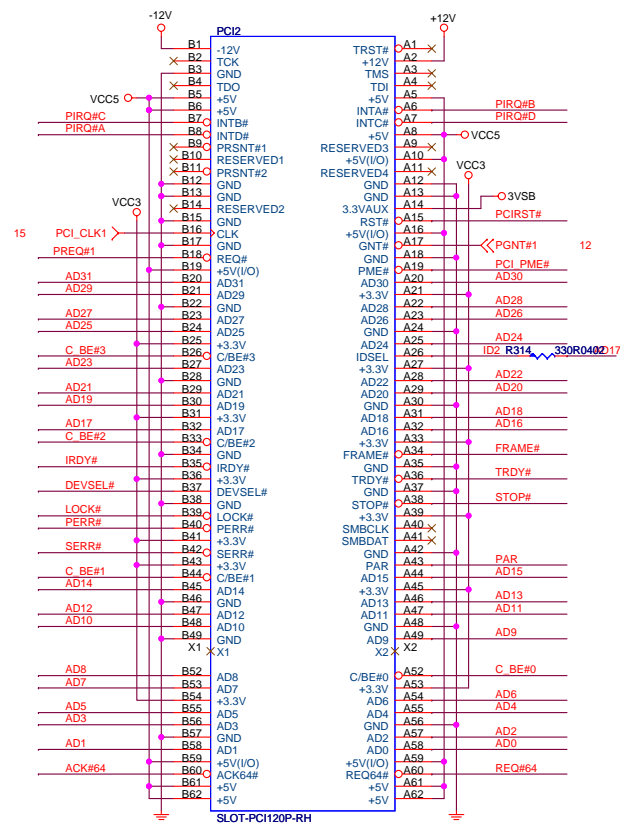 -12V +12V
PCI2
B1 -12V TRST# A1
B2 TCK +12V A2
B3 GND TMS A3
B4 TDO TDI A4
VCC5 B5 +5V +5V A5
B6 +5V INTA# A6 PIRQ#B
PIRQ#C B7 INTB# INTC# A7 PIRQ#D
PIRQ#A B8 INTD# +5V A8 VCC5
B9 PRSNT#1 RESERVED3 A9
B10 RESERVED1 +5V(I/O) A10
B11 PRSNT#2 RESERVED4 A11 VCC3
B12 GND GND A12
B13 GND GND A13
VCC3 B14 RESERVED2 3.3VAUX A14 3VSB
B15 GND RST# A15 PCIRST#
15 PCI_CLK1 B16 CLK +5V(I/O) A16
B17 GND GNT# A17 PGNT#1 12
PREQ#1 B18 REQ# GND A18
B19 +5V(I/O) PME# A19 PCI_PME#
AD31 B20 AD31 AD30 A20 AD30
AD29 B21 AD29 +3.3V A21
B22 GND AD28 A22 AD28
AD27 B23 AD27 AD26 A23 AD26
AD25 B24 AD25 GND A24
B25 +3.3V AD24 A25 AD24
C_BE#3 B26 C/BE#3 IDSEL A26 ID2 R314 330R0402 AD17
AD23 B27 AD23 +3.3V A27
B28 GND AD22 A28 AD22
AD21 B29 AD21 AD20 A29 AD20
AD19 B30 AD19 GND A30
B31 +3.3V AD18 A31 AD18
AD17 B32 AD17 AD16 A32 AD16
C_BE#2 B33 C/BE#2 +3.3V A33
B34 GND FRAME# A34 FRAME#
IRDY# B35 IRDY# GND A35
B36 +3.3V TRDY# A36 TRDY#
DEVSEL# B37 DEVSEL# GND A37
B38 GND STOP# A38 STOP#
LOCK# B39 LOCK# +3.3V A39
PERR# B40 PERR# SMBCLK A40
B41 +3.3V SMBDAT A41
SERR# B42 SERR# GND A42
B43 +3.3V PAR A43 PAR
C_BE#1 B44 C/BE#1 AD15 A44 AD15
AD14 B45 AD14 +3.3V A45
B46 GND AD13 A46 AD13
AD12 B47 AD12 AD11 A47 AD11
AD10 B48 AD10 GND A48
B49 GND AD9 A49 AD9
X1 X1 X2 X2
AD8 B52 AD8 C/BE#0 A52 C_BE#0
AD7 B53 AD7 +3.3V A53
B54 +3.3V AD6 A54 AD6
AD5 B55 AD5 AD4 A55 AD4
AD3 B56 AD3 GND A56
B57 GND AD2 A57 AD2
AD1 B58 AD1 AD0 A58 AD0
B59 +5V(I/O) +5V(I/O) A59
ACK#64 B60 ACK64# REQ64# A60 REQ#64
B61 +5V +5V A61
B62 +5V +5V A62
SLOT-PCI120P-RH